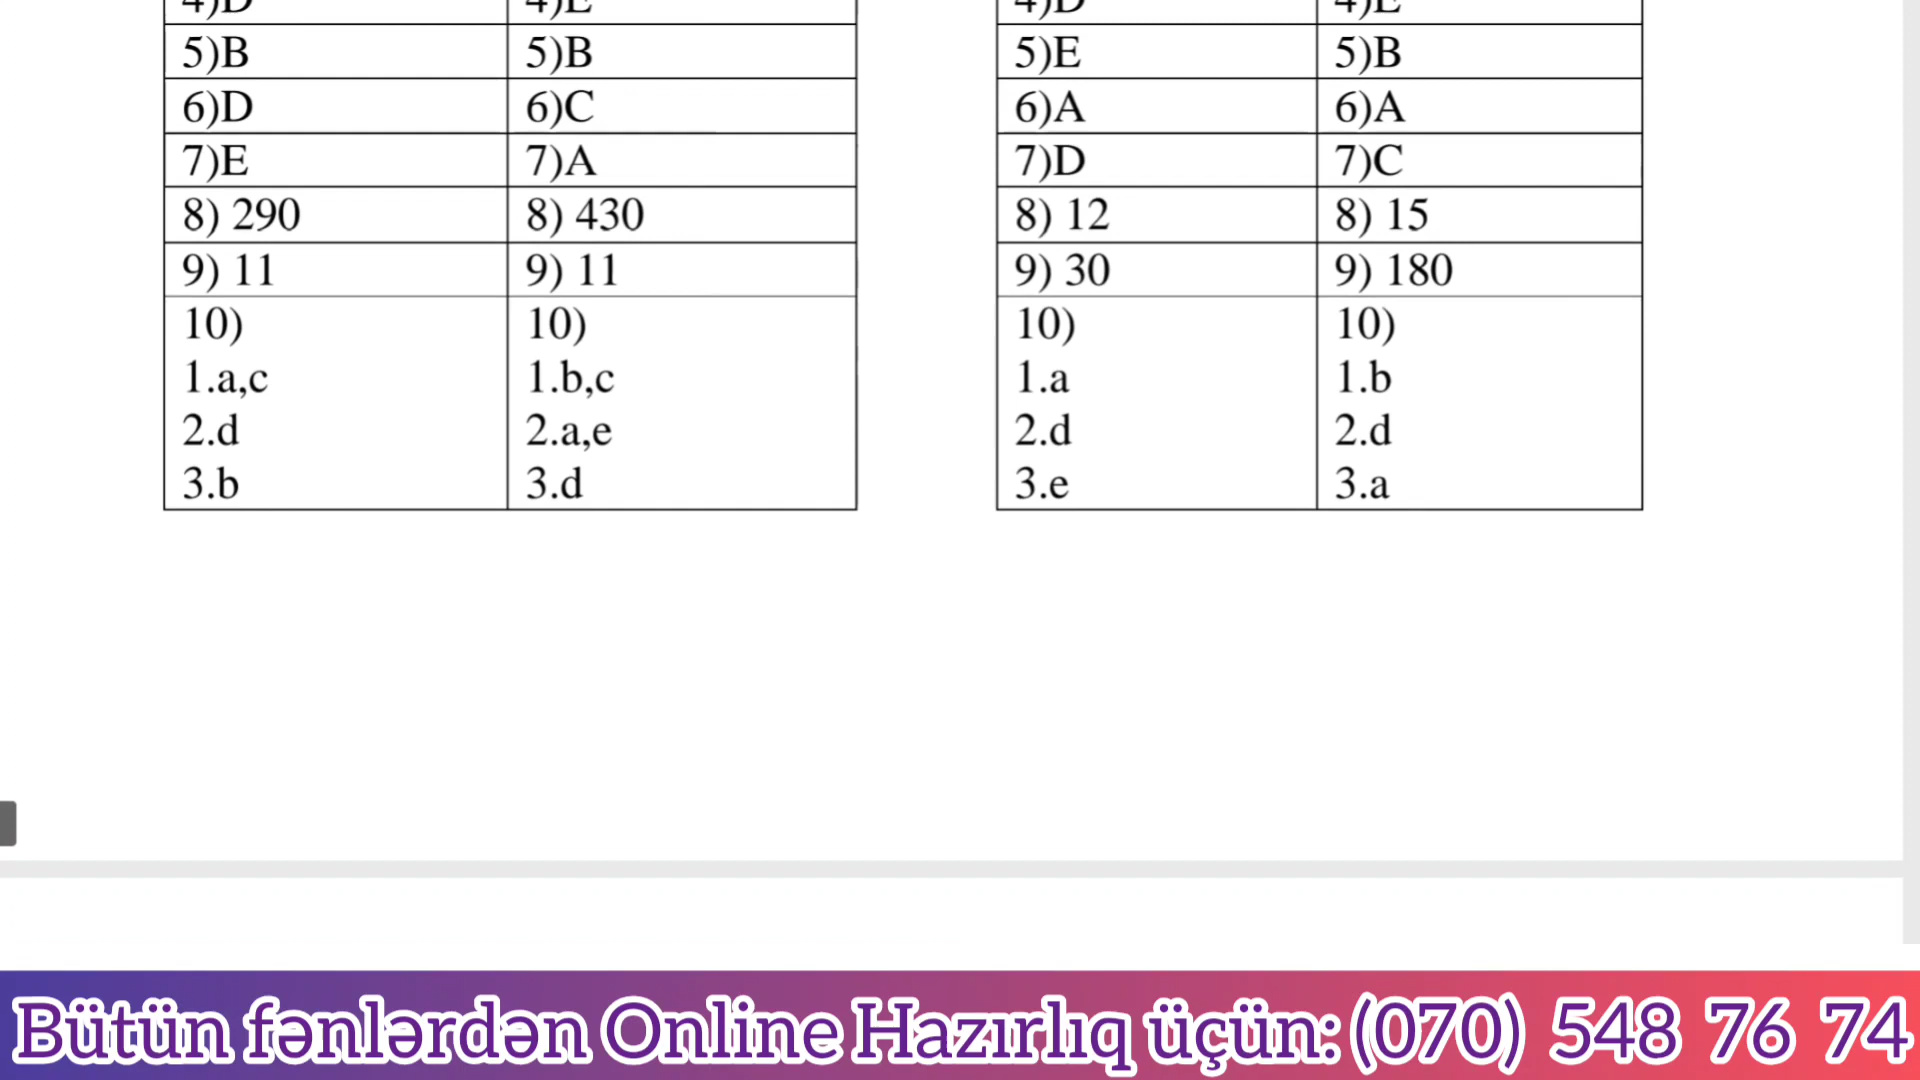 5)B 5)B
6)D 6)C
7)E 7)A
8) 290 8) 430
9) 11 9) 11
10) 10)
1.a,c 1.b,c
2.d 2.a,e
3.b 3.d
5)E 5)B
6)A 6)A
7)D 7)C
8) 12 8) 15
9) 30 9) 180
10) 10)
1.a 1.b
2.d 2.d
3.e 3.a
Bütün fənlərdən Online Hazırlıq üçün: (070) 548 76 74